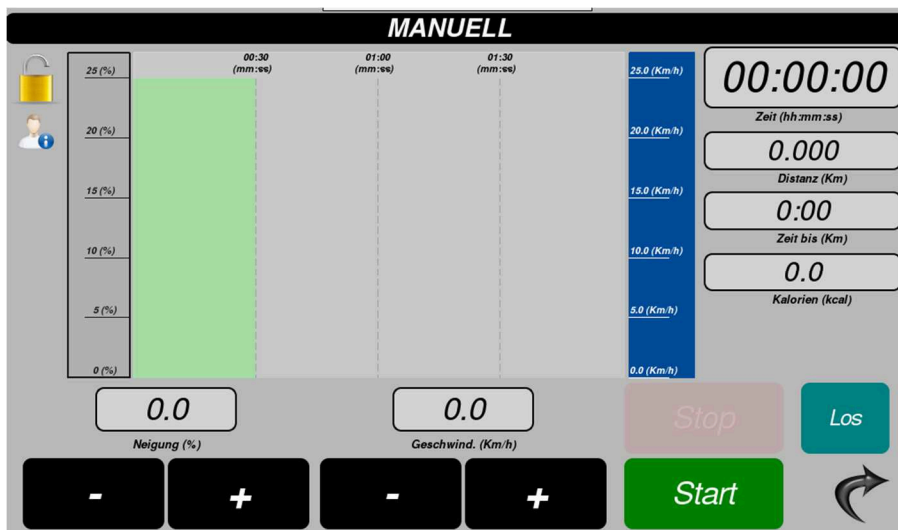 MANUELL
00:30
(mm:ss)
01:00
(mm:ss)
01:30
(mm:ss)
25 (%)
20 (%)
15 (%)
10 (%)
5 (%)
0 (%)
25.0 (Km/h)
20.0 (Km/h)
15.0 (Km/h)
10.0 (Km/h)
5.0 (Km/h)
0.0 (Km/h)
00:00:00
Zeit (hh:mm:ss)
0.000
Distanz (Km)
0:00
Zeit bis (Km)
0.0
Kalorien (kcal)
0.0
Neigung (%)
0.0
Geschwind. (Km/h)
Stop
Los
- + - +
Start